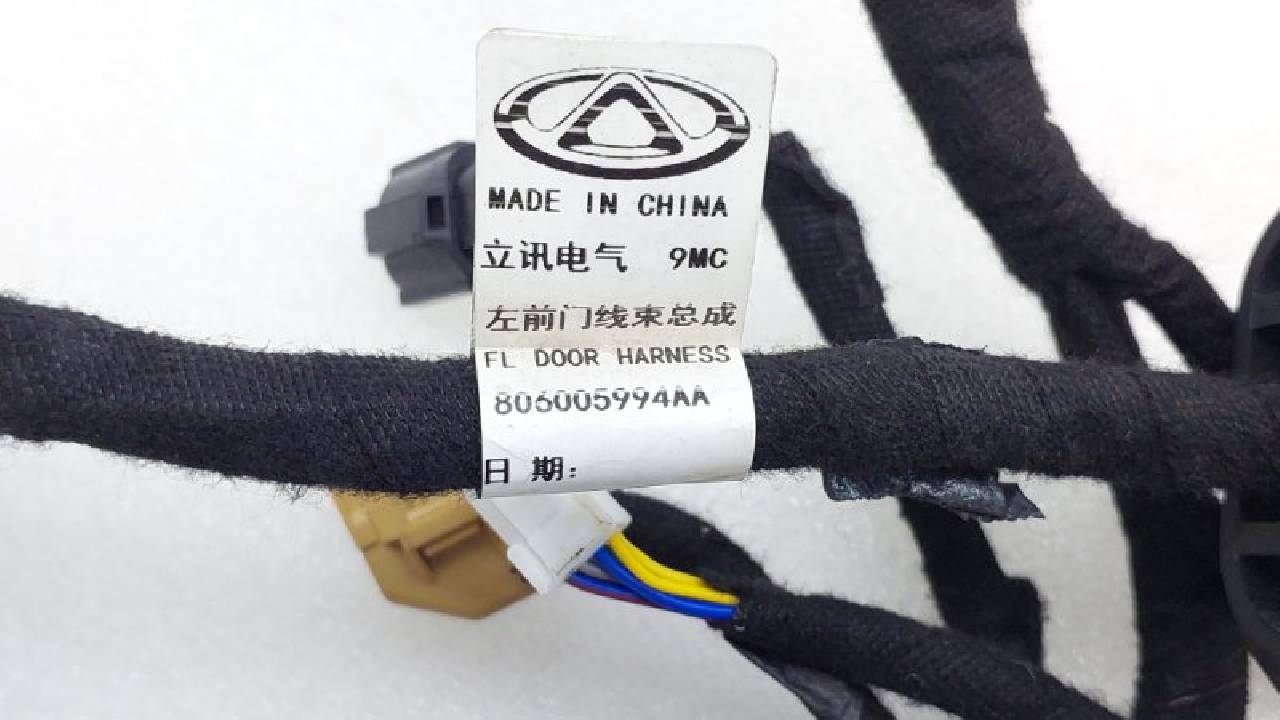 MADE IN CHINA
立讯电气 9MC
左前门线束总成
FL DOOR HARNESS
806005994AA
日期: